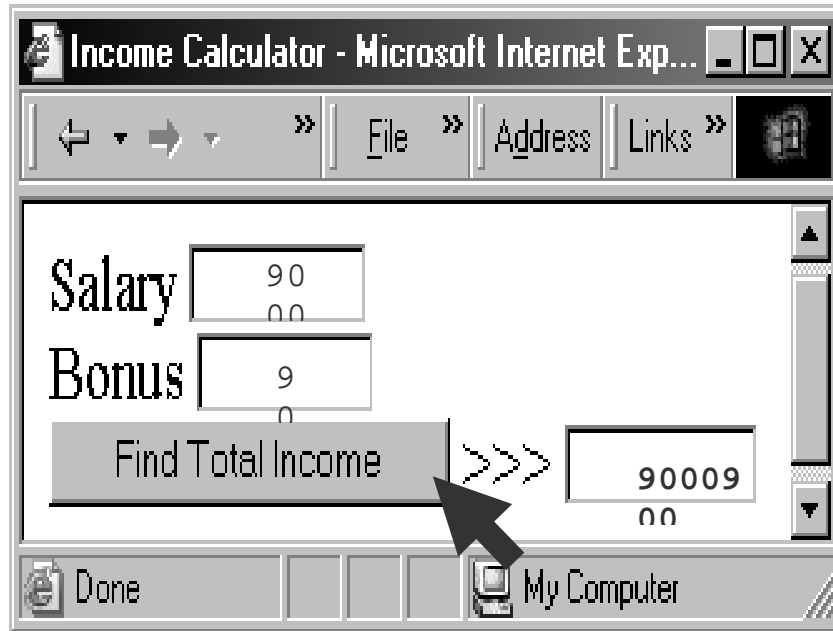 Income Calculator - Microsoft Internet Exp...
» File » Address Links »
Salary 90
00
Bonus 9
0
Find Total Income >>> 90009
00
Done My Computer